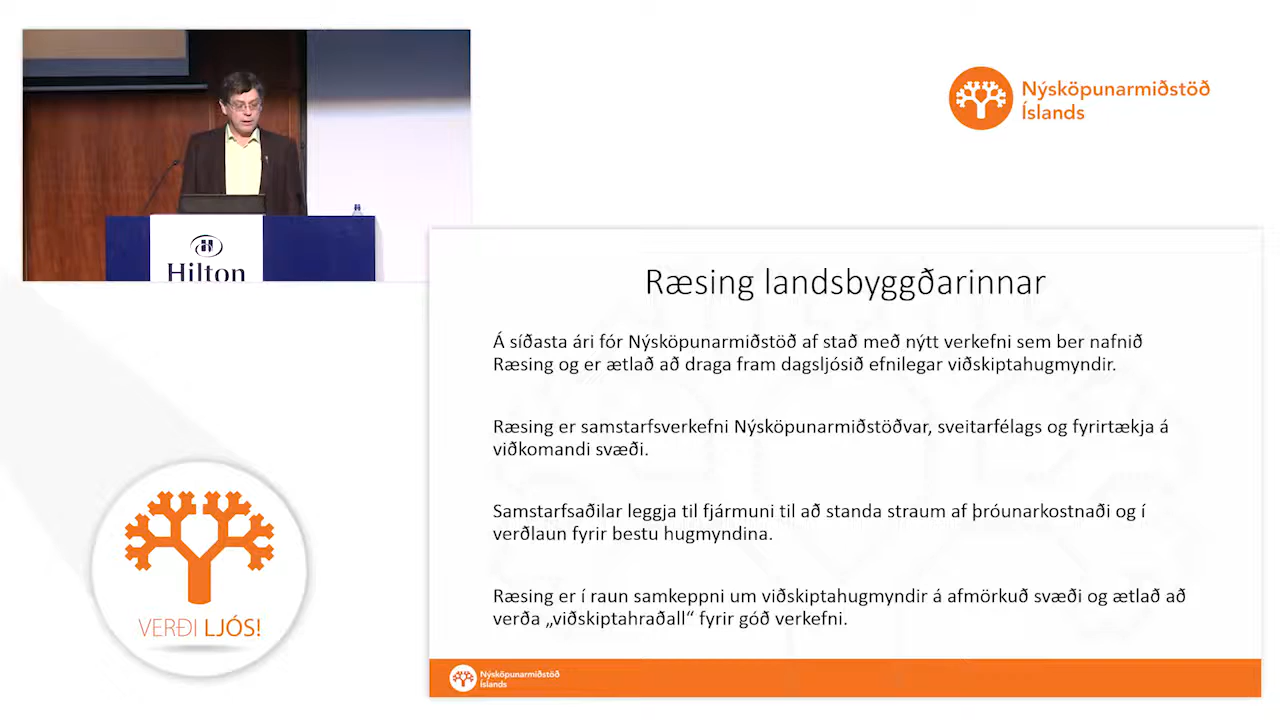 Nýsköpunarmiðstöð
Íslands
Hilton
Ræsing landsbyggðarinnar
Á síðasta ári fór Nýsköpunarmiðstöð af stað með nýtt verkefni sem ber nafnið
Ræsing og er ætlað að draga fram dagsljósið efnilegar viðskiptahugmyndir.
Ræsing er samstarfsverkefni Nýsköpunarmiðstöðvar, sveitarfélags og fyrirtækja á
viðkomandi svæði.
Samstarfsaðilar leggja til fjármuni til að standa straum af þróunarkostnaði og í
verðlaun fyrir bestu hugmyndina.
Ræsing er í raun samkeppni um viðskiptahugmyndir á afmörkuð svæði og ætlað að
verða „viðskiptahraðall“ fyrir góð verkefni.
VERÐI LJÓS!
Nýsköpunarmiðstöð
Íslands